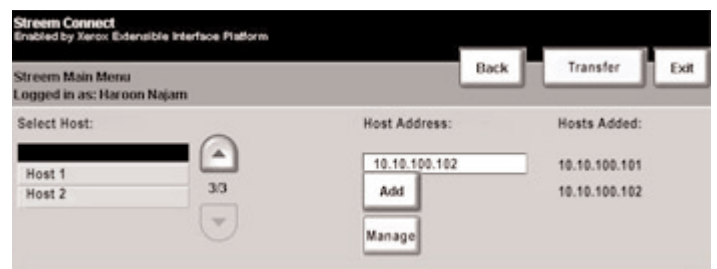 Streem Connect
Enabled by Xerox Extensible Interface Platform
Back
Transfer
Exit
Streem Main Menu
Logged in as: Haroon Najam
Select Host:
Host Address:
Hosts Added:
Host 1
Host 2
3/3
10.10.100.102
Add
Manage
10.10.100.101
10.10.100.102